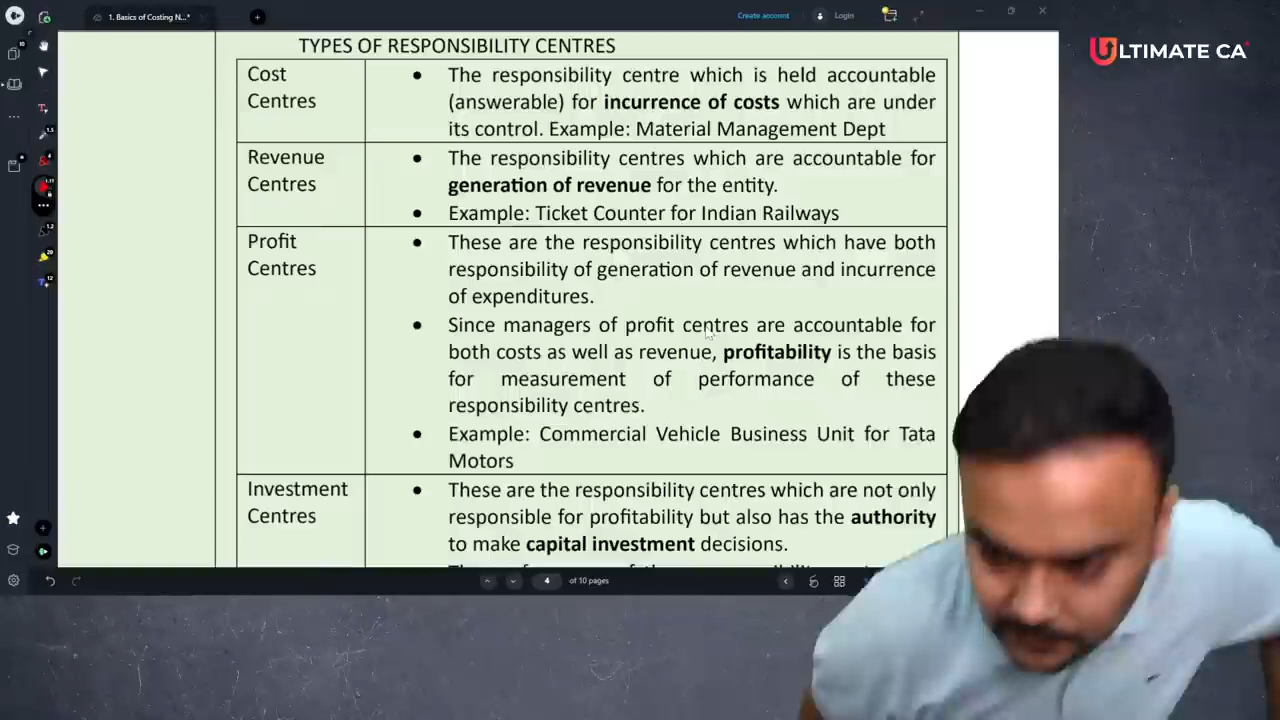 1. Basics of Costing N...*
Create account
Login
ULTIMATE CA
TYPES OF RESPONSIBILITY CENTRES
Cost
Centres
• The responsibility centre which is held accountable
(answerable) for incurrence of costs which are under
its control. Example: Material Management Dept
Revenue
Centres
• The responsibility centres which are accountable for
generation of revenue for the entity.
• Example: Ticket Counter for Indian Railways
Profit
Centres
• These are the responsibility centres which have both
responsibility of generation of revenue and incurrence
of expenditures.
• Since managers of profit centres are accountable for
both costs as well as revenue, profitability is the basis
for measurement of performance of these
responsibility centres.
• Example: Commercial Vehicle Business Unit for Tata
Motors
Investment
Centres
• These are the responsibility centres which are not only
responsible for profitability but also has the authority
to make capital investment decisions.
4 of 10 pages